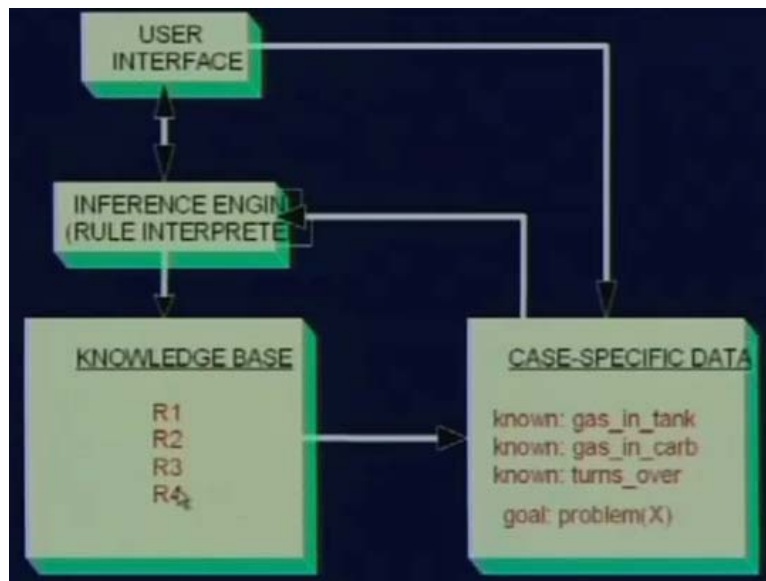 USER
INTERFACE
INFERENCE ENGIN
(RULE INTERPRETE
KNOWLEDGE BASE
R1
R2
R3
R4
CASE-SPECIFIC DATA
known: gas_in_tank
known: gas_in_carb
known: turns_over
goal: problem(X)